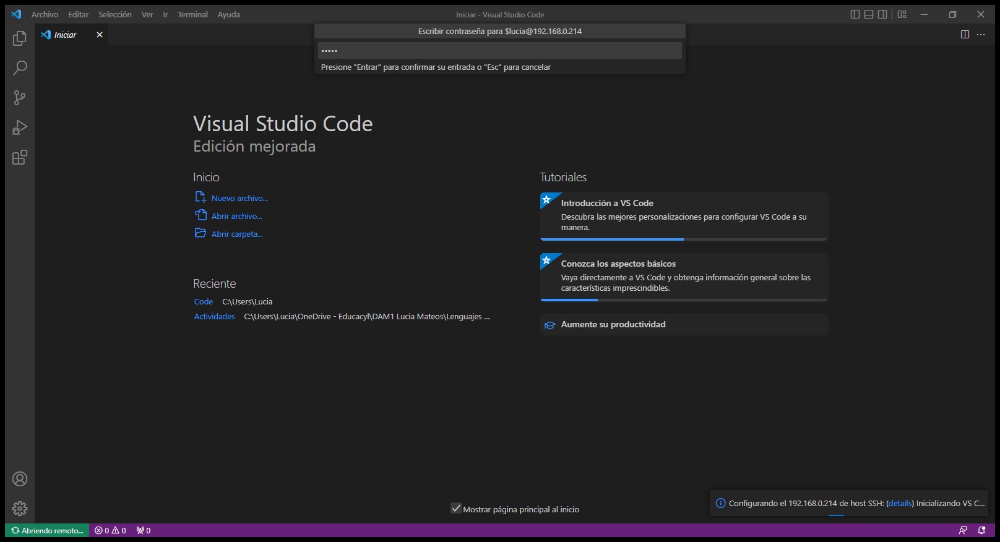 Archivo Editar Selección Ver Ir Terminal Ayuda
Iniciar - Visual Studio Code
Iniciar
Escribir contraseña para $lucia@192.168.0.214
•••••
Presione "Entrar" para confirmar su entrada o "Esc" para cancelar
Visual Studio Code
Edición mejorada
Inicio
Nuevo archivo...
Abrir archivo...
Abrir carpeta...
Reciente
Code C:\Users\Lucia
Actividades C:\Users\Lucia\OneDrive - Educacyl\DAM1 Lucia Mateos\Lenguajes ...
Tutoriales
Introducción a VS Code
Descubra las mejores personalizaciones para configurar VS Code a su
manera.
Conozca los aspectos básicos
Vaya directamente a VS Code y obtenga información general sobre las
características imprescindibles.
Aumente su productividad
Mostrar página principal al inicio
Configurando el 192.168.0.214 de host SSH: (details) Inicializando VS C...
Abriendo remoto... 0 0 0